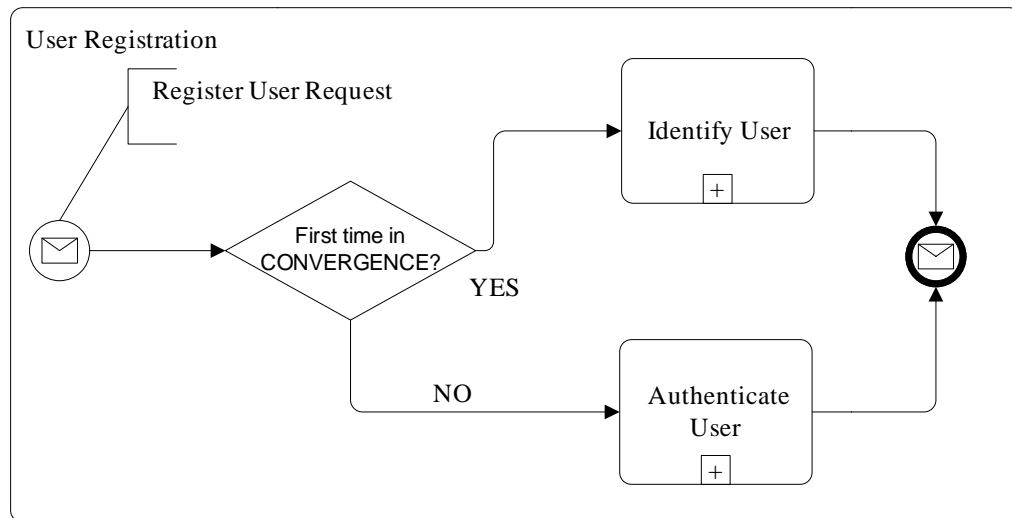 User Registration
Register User Request
First time in
CONVERGENCE?
YES
NO
Identify User
+
Authenticate
User
+